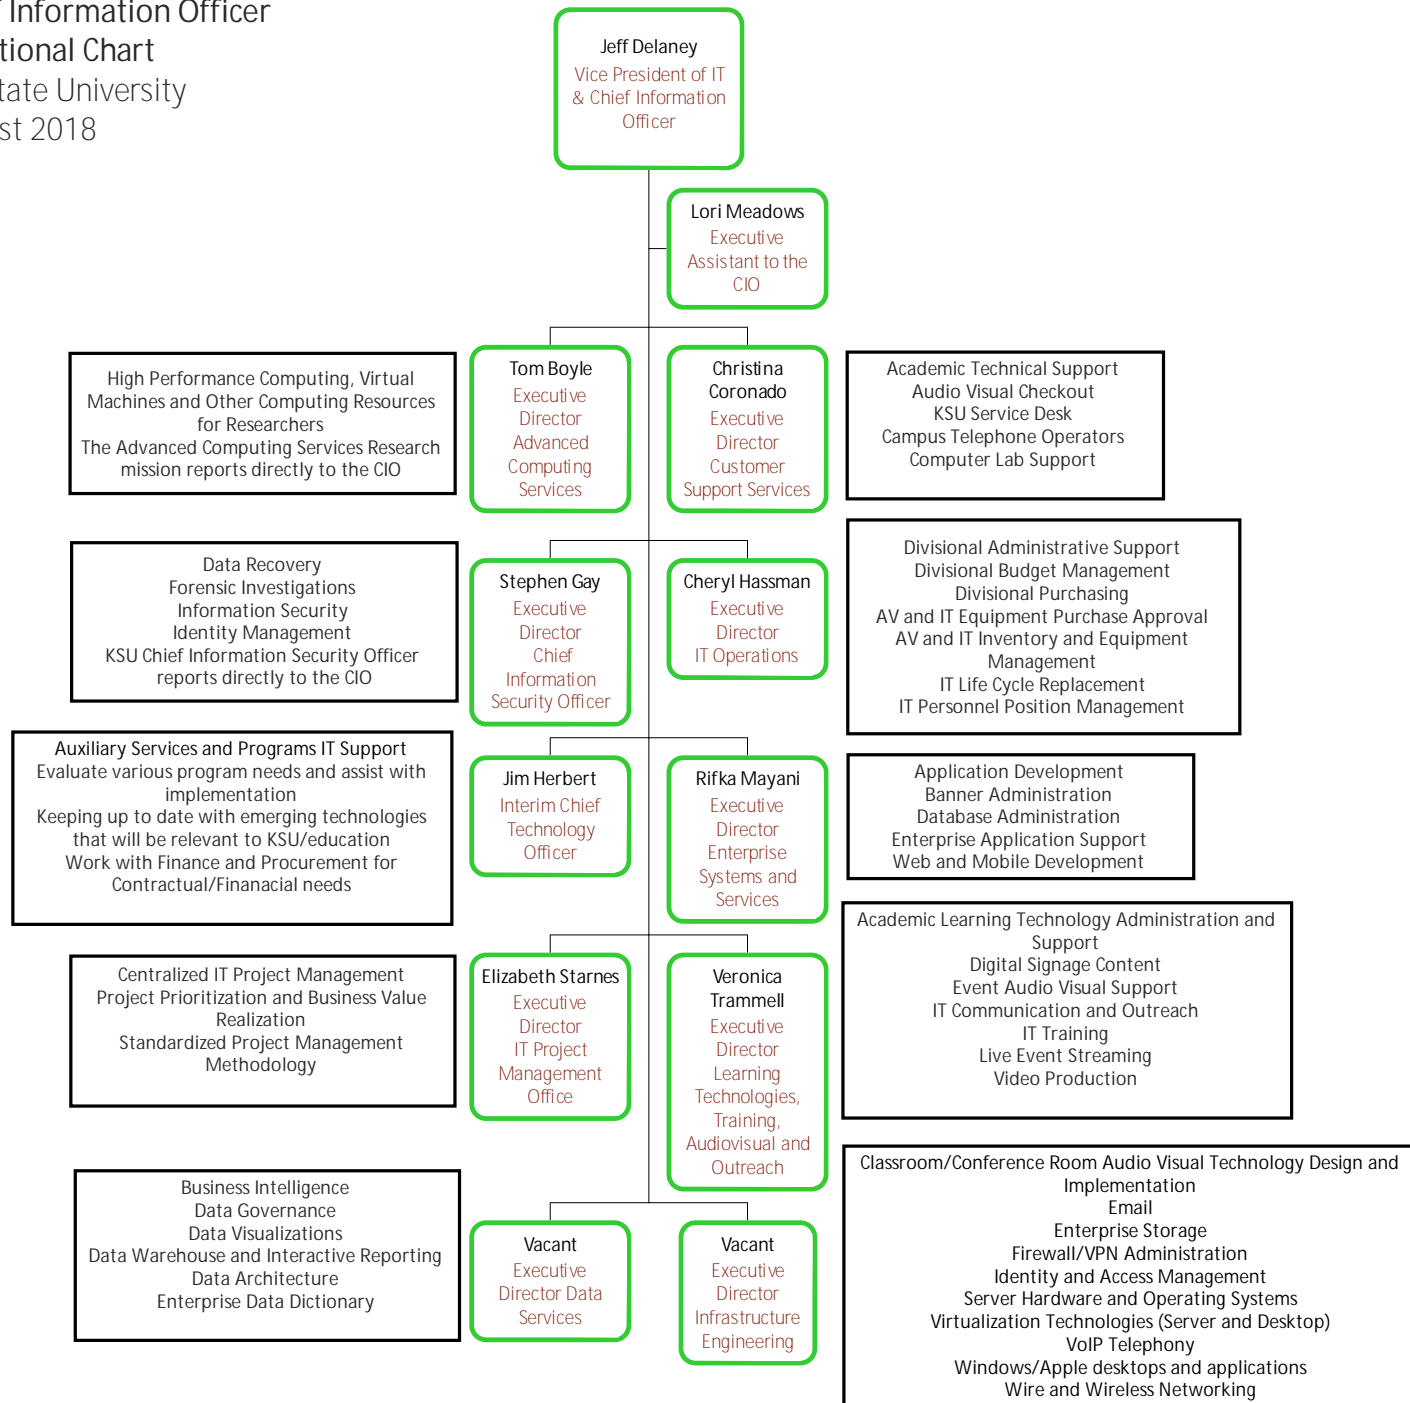 Information Officer
tional Chart
tate University
st 2018
Jeff Delaney
Vice President of IT
& Chief Information
Officer
Lori Meadows
Executive
Assistant to the
CIO
High Performance Computing, Virtual
Machines and Other Computing Resources
for Researchers
The Advanced Computing Services Research
mission reports directly to the CIO
Tom Boyle
Executive
Director
Advanced
Computing
Services
Christina
Coronado
Executive
Director
Customer
Support Services
Academic Technical Support
Audio Visual Checkout
KSU Service Desk
Campus Telephone Operators
Computer Lab Support
Data Recovery
Forensic Investigations
Information Security
Identity Management
KSU Chief Information Security Officer
reports directly to the CIO
Stephen Gay
Executive
Director
Chief
Information
Security Officer
Cheryl Hassman
Executive
Director
IT Operations
Divisional Administrative Support
Divisional Budget Management
Divisional Purchasing
AV and IT Equipment Purchase Approval
AV and IT Inventory and Equipment
Management
IT Life Cycle Replacement
IT Personnel Position Management
Auxiliary Services and Programs IT Support
Evaluate various program needs and assist with
implementation
Keeping up to date with emerging technologies
that will be relevant to KSU/education
Work with Finance and Procurement for
Contractual/Finanacial needs
Jim Herbert
Interim Chief
Technology
Officer
Rifka Mayani
Executive
Director
Enterprise
Systems and
Services
Application Development
Banner Administration
Database Administration
Enterprise Application Support
Web and Mobile Development
Centralized IT Project Management
Project Prioritization and Business Value
Realization
Standardized Project Management
Methodology
Elizabeth Starnes
Executive
Director
IT Project
Management
Office
Veronica
Trammell
Executive
Director
Learning
Technologies,
Training,
Audiovisual and
Outreach
Academic Learning Technology Administration and
Support
Digital Signage Content
Event Audio Visual Support
IT Communication and Outreach
IT Training
Live Event Streaming
Video Production
Business Intelligence
Data Governance
Data Visualizations
Data Warehouse and Interactive Reporting
Data Architecture
Enterprise Data Dictionary
Vacant
Executive
Director Data
Services
Vacant
Executive
Director
Infrastructure
Engineering
Classroom/Conference Room Audio Visual Technology Design and
Implementation
Email
Enterprise Storage
Firewall/VPN Administration
Identity and Access Management
Server Hardware and Operating Systems
Virtualization Technologies (Server and Desktop)
VoIP Telephony
Windows/Apple desktops and applications
Wire and Wireless Networking